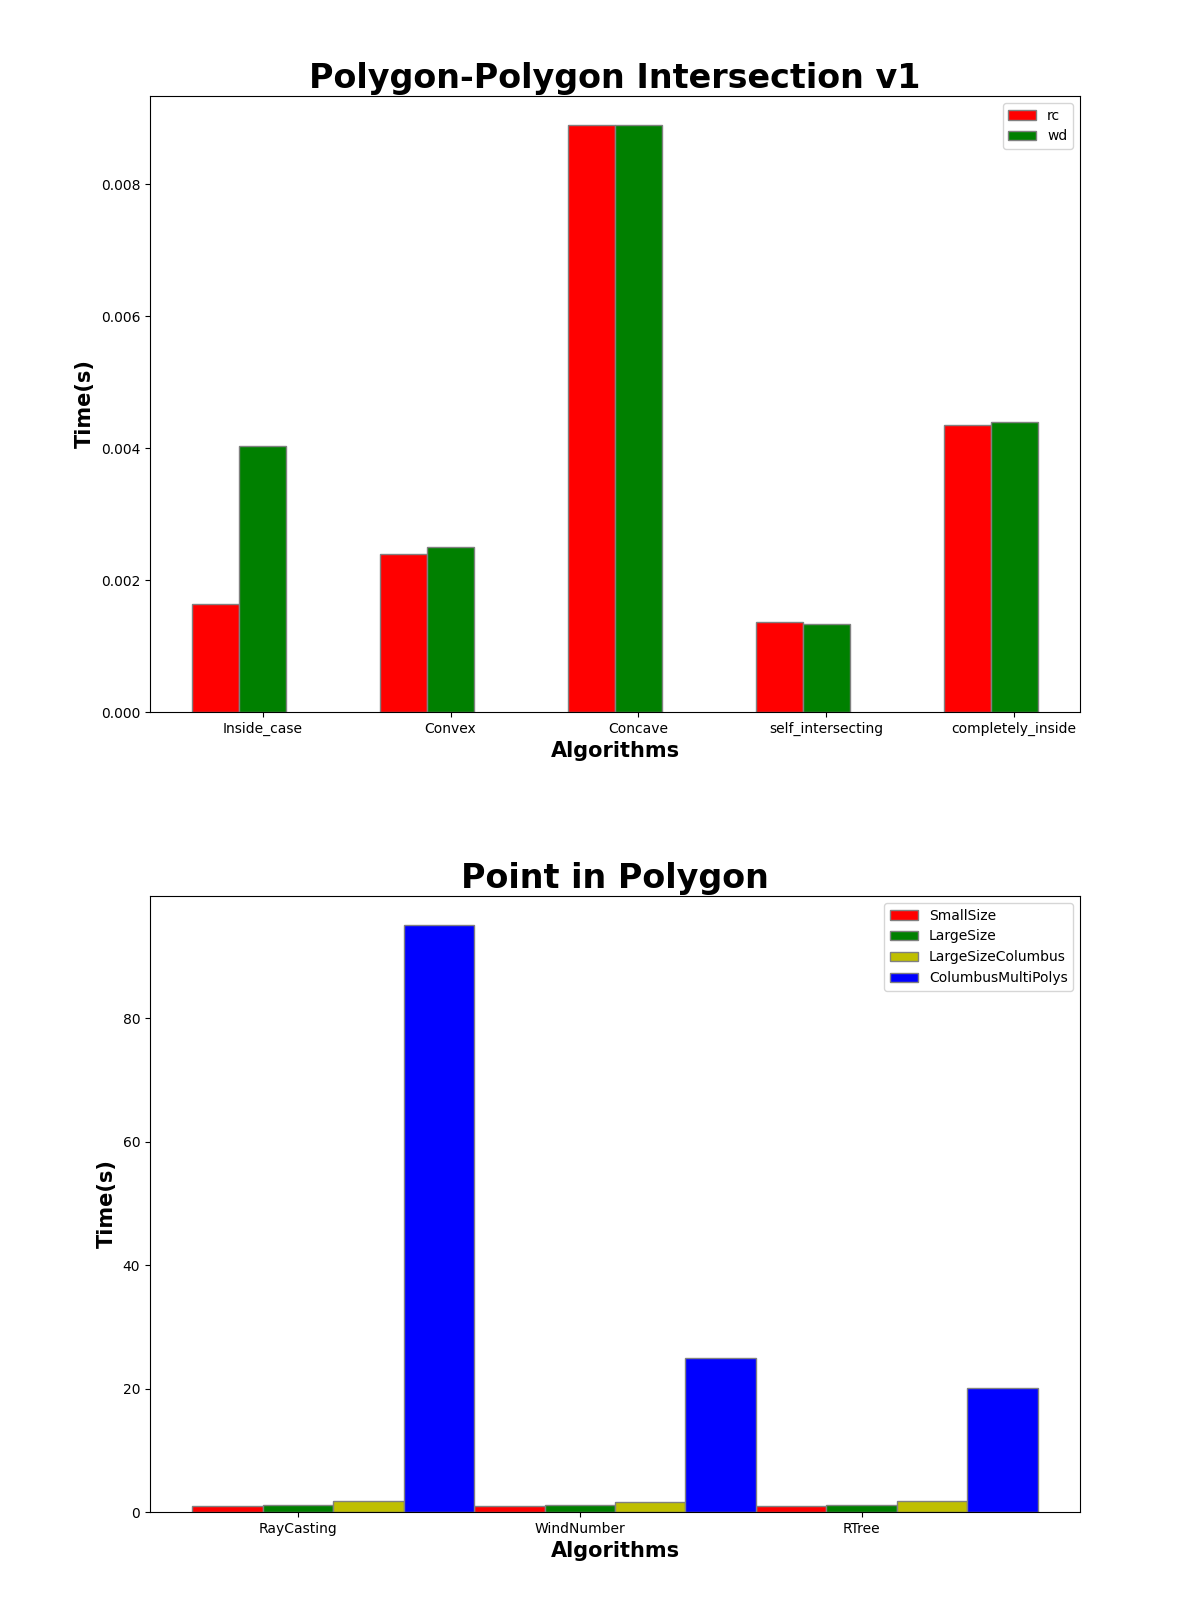 Polygon-Polygon Intersection v1
rc
wd
0.008
0.006
0.004
0.002
0.000
Time(s)
Inside_case Convex Concave self_intersecting completely_inside
Algorithms
Point in Polygon
SmallSize
LargeSize
LargeSizeColumbus
ColumbusMultiPolys
80
60
40
20
0
Time(s)
RayCasting WindNumber RTree
Algorithms